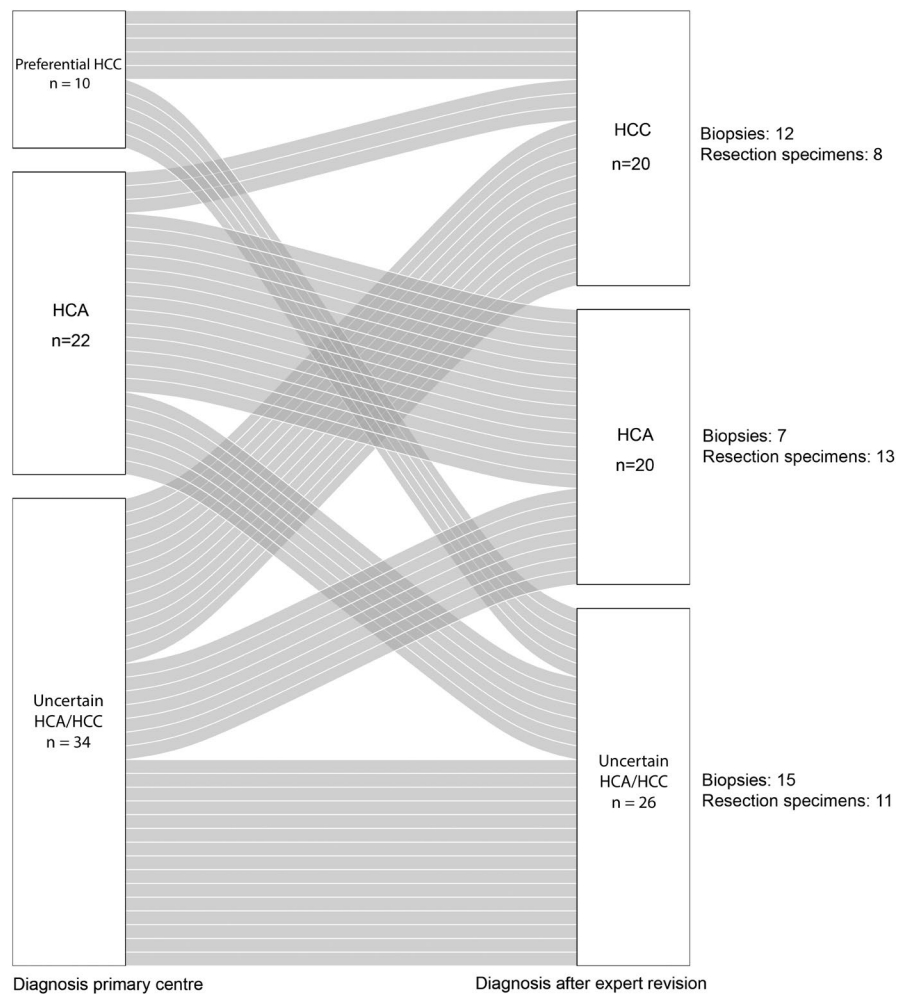 Preferential HCC
n = 10
HCA
n=22
Uncertain
HCA/HCC
n = 34
Diagnosis primary centre
HCC
n=20
Biopsies: 12
Resection specimens: 8
HCA
n=20
Biopsies: 7
Resection specimens: 13
Uncertain
HCA/HCC
n = 26
Biopsies: 15
Resection specimens: 11
Diagnosis after expert revision